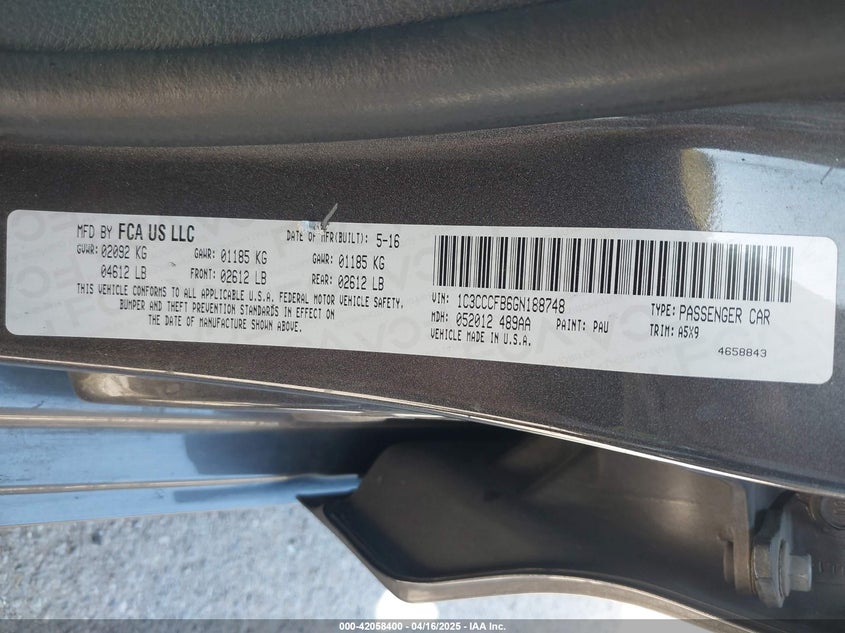 MFD BY FCA US LLC DATE OF MFR(BUILT): 5-16
GVWR: 02092 KG GAWR: 01185 KG GAWR: 01185 KG
04612 LB FRONT: 02612 LB REAR: 02612 LB
THIS VEHICLE CONFORMS TO ALL APPLICABLE U.S.A. FEDERAL MOTOR VEHICLE SAFETY,
BUMPER AND THEFT PREVENTION STANDARDS IN EFFECT ON
THE DATE OF MANUFACTURE SHOWN ABOVE.
VIN: 1C3CCCFB6GN188748 TYPE: PASSENGER CAR
MDH: 052012 489AA PAINT: PAU TRIM: A5X9
VEHICLE MADE IN U.S.A. 4658843
000-42058400 - 04/16/2025 - IAA Inc.